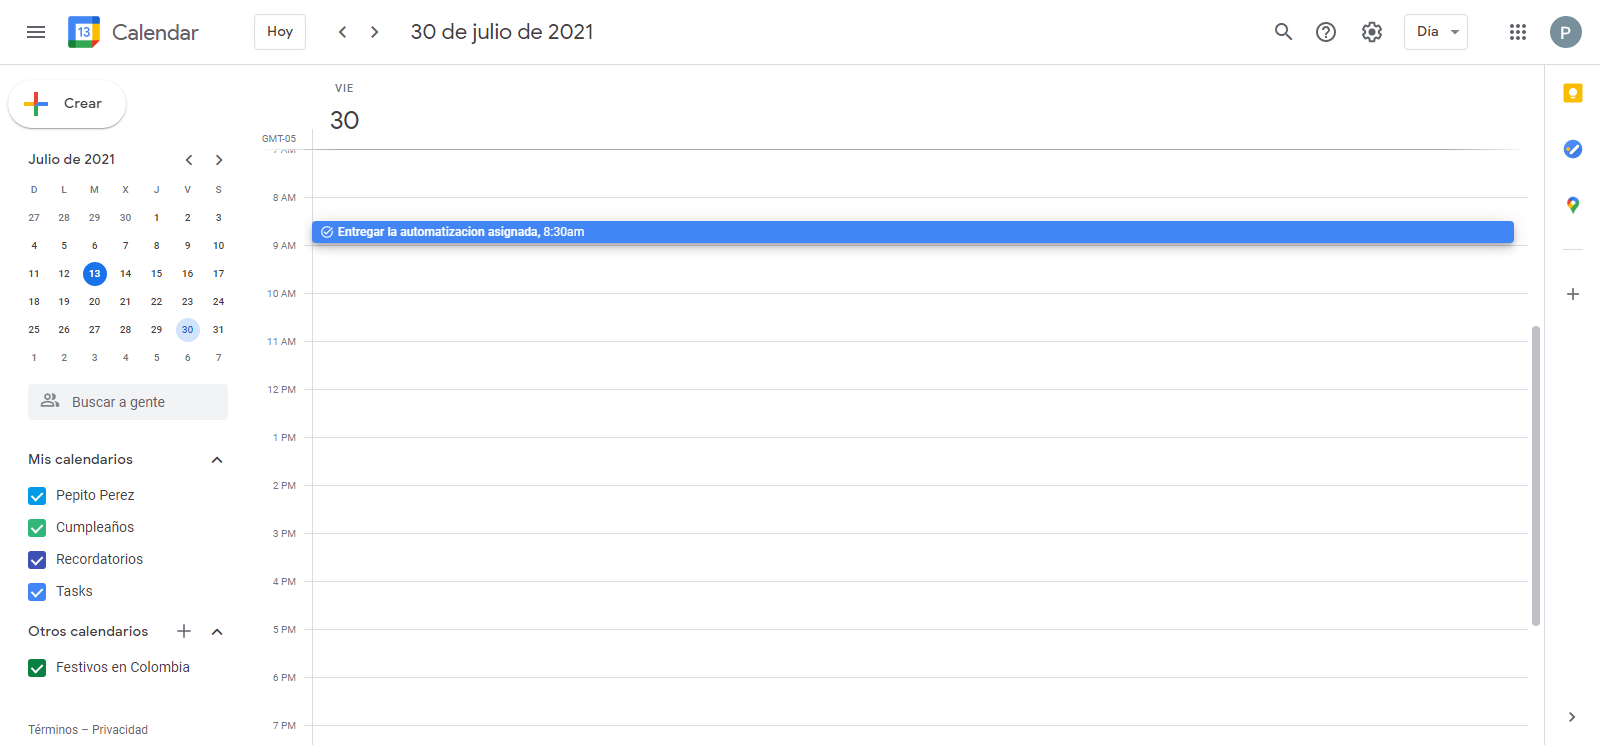 13 Calendar Hoy 30 de julio de 2021 Día P
Crear
Julio de 2021
D L M X J V S
27 28 29 30 1 2 3
4 5 6 7 8 9 10
11 12 13 14 15 16 17
18 19 20 21 22 23 24
25 26 27 28 29 30 31
1 2 3 4 5 6 7
Buscar a gente
Mis calendarios
Pepito Perez
Cumpleaños
Recordatorios
Tasks
Otros calendarios
Festivos en Colombia
Términos – Privacidad
VIE
30
GMT-05
7 AM
8 AM
Entregar la automatizacion asignada, 8:30am
9 AM
10 AM
11 AM
12 PM
1 PM
2 PM
3 PM
4 PM
5 PM
6 PM
7 PM